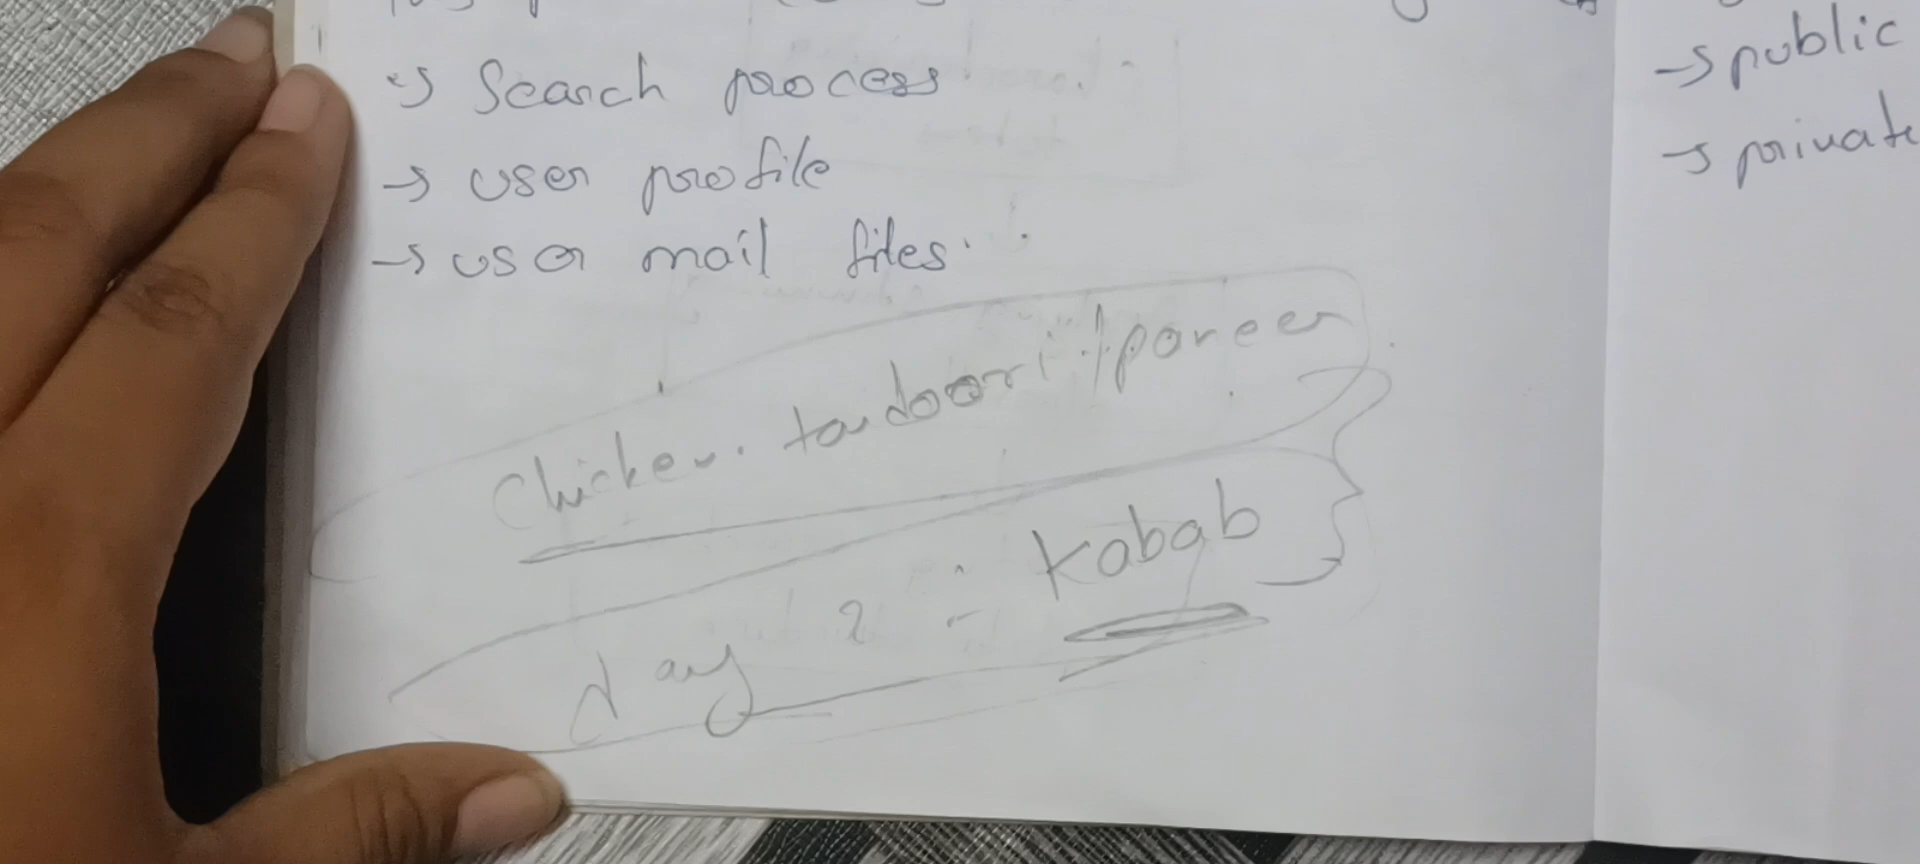 → Search process
→ user profile
→ user mail files.
Chicken. tandoori / paneer
day 2 :- Kabab
→ public
→ private